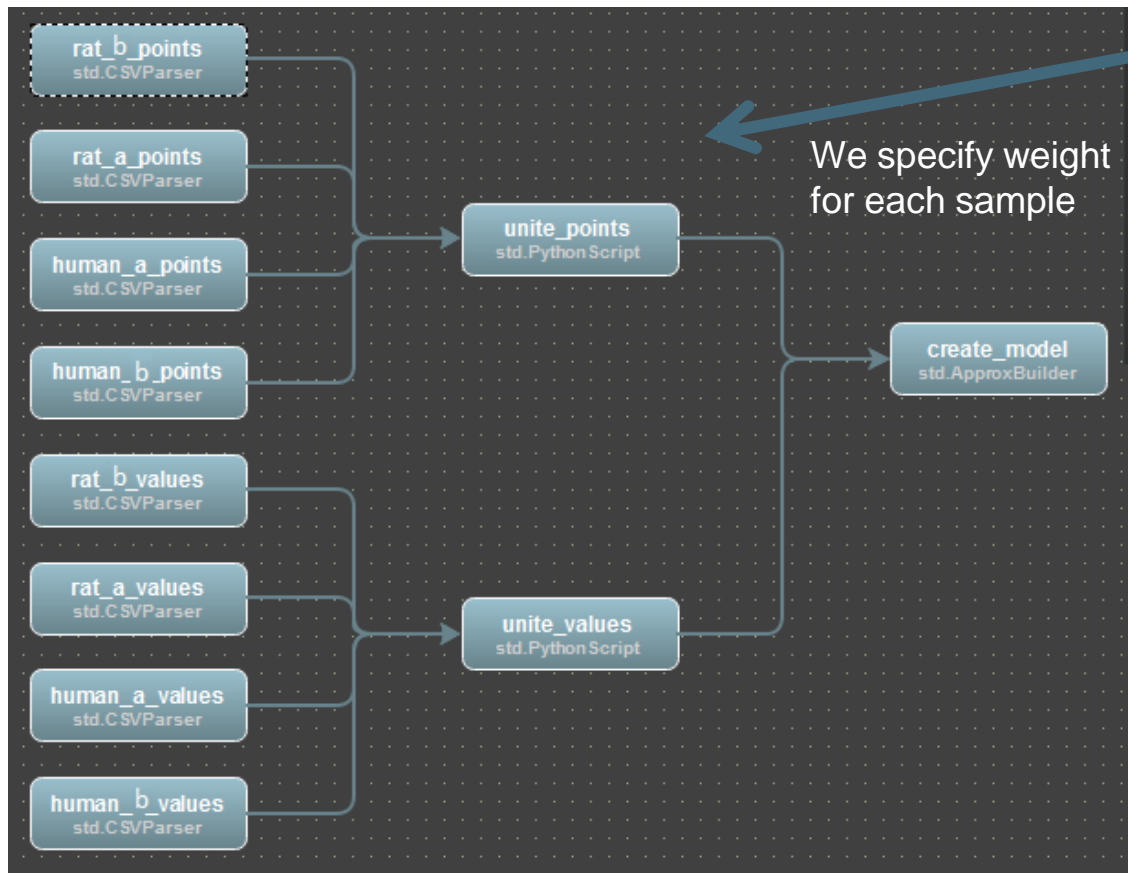 rat_b_points
std.CSVParser
rat_a_points
std.CSVParser
human_a_points
std.CSVParser
human_b_points
std.CSVParser
rat_b_values
std.CSVParser
rat_a_values
std.CSVParser
human_a_values
std.CSVParser
human_b_values
std.CSVParser
unite_points
std.PythonScript
unite_values
std.PythonScript
We specify weight
for each sample
create_model
std.ApproxBuilder